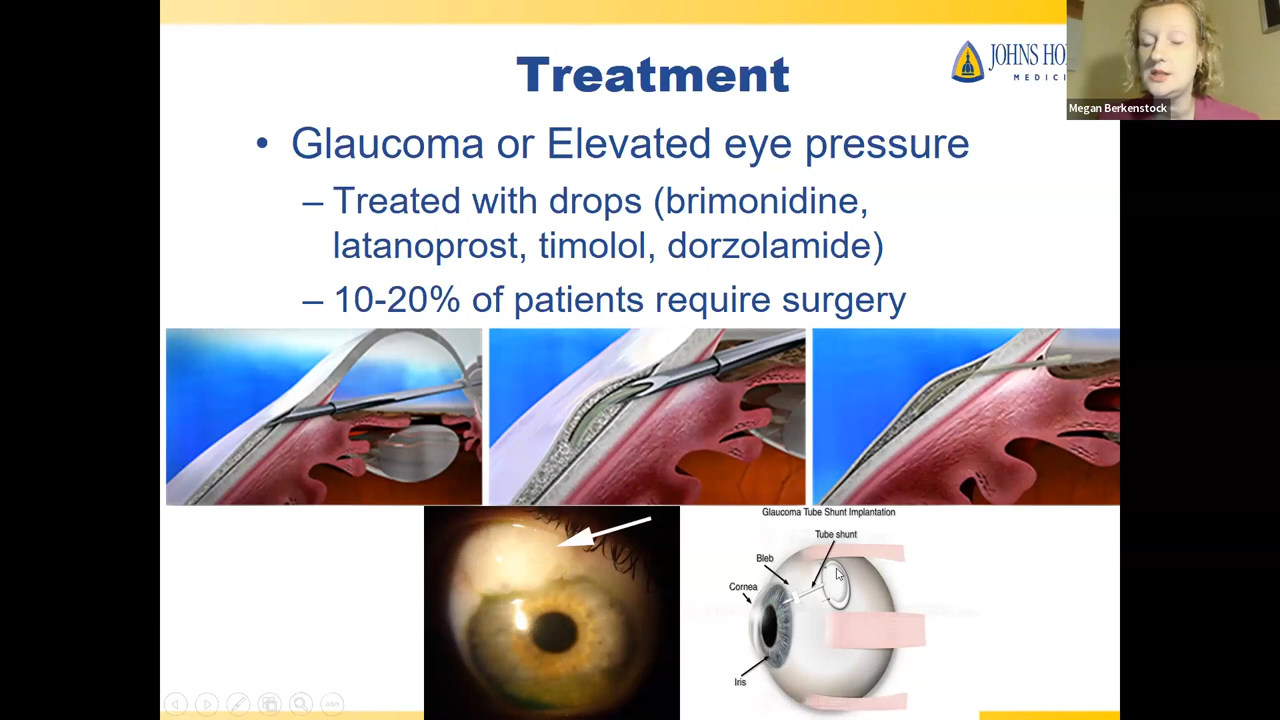 Treatment
JOHNS HO
MEDICI
Megan Berkenstock
• Glaucoma or Elevated eye pressure
– Treated with drops (brimonidine,
latanoprost, timolol, dorzolamide)
– 10-20% of patients require surgery
Glaucoma Tube Shunt Implantation
Tube shunt
Bleb
Cornea
Iris